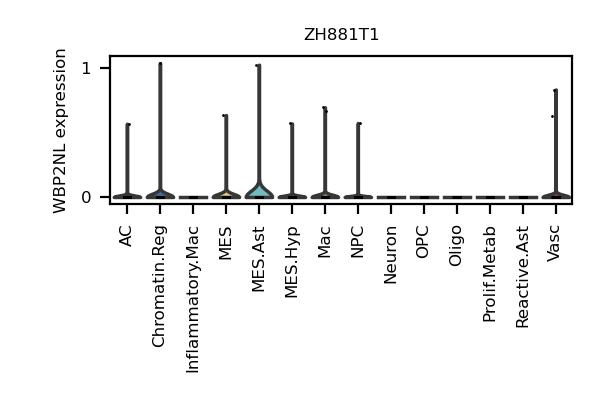 ZH881T1
WBP2NL expression
1
0
AC
Chromatin.Reg
Inflammatory.Mac
MES
MES.Ast
MES.Hyp
Mac
NPC
Neuron
OPC
Oligo
Prolif.Metab
Reactive.Ast
Vasc